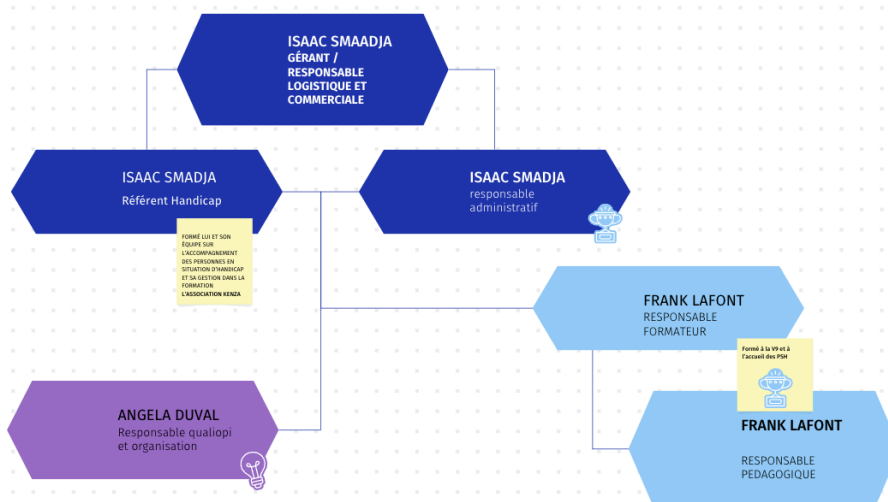 ISAAC SMAADJA
GÉRANT /
RESPONSABLE
LOGISTIQUE ET
COMMERCIALE
ISAAC SMADJA
Référent Handicap
FORMÉ LUI ET SON
ÉQUIPE SUR
L'ACCOMPAGNEMENT
DES PERSONNES EN
SITUATION D'HANDICAP
ET SA GESTION DANS LA
FORMATION
L'ASSOCIATION KENZA
ISAAC SMADJA
responsable
administratif
FRANK LAFONT
RESPONSABLE
FORMATEUR
Formé à la V9 et à
l'accueil des PSH
FRANK LAFONT
RESPONSABLE
PEDAGOGIQUE
ANGELA DUVAL
Responsable qualiopi
et organisation